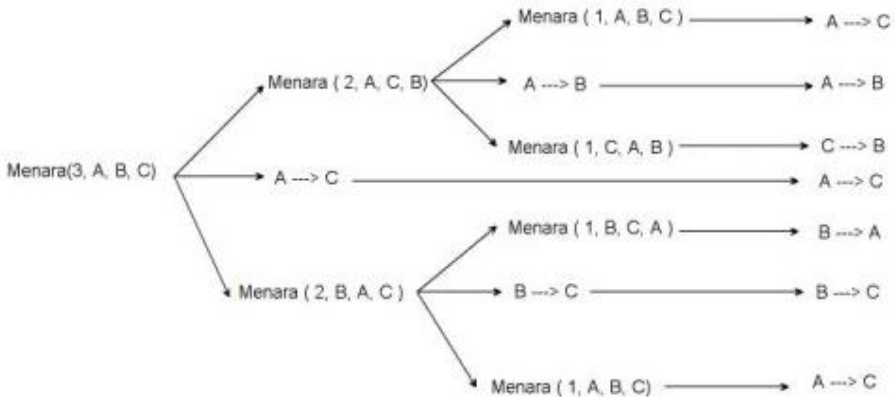 Menara ( 1, A, B, C ) A ---> C
Menara ( 2, A, C, B) A ---> B A ---> B
Menara ( 1, C, A, B ) C ---> B
Menara(3, A, B, C) A ---> C A ---> C
Menara ( 1, B, C, A ) B ---> A
Menara ( 2, B, A, C ) B ---> C B ---> C
Menara ( 1, A, B, C) A ---> C